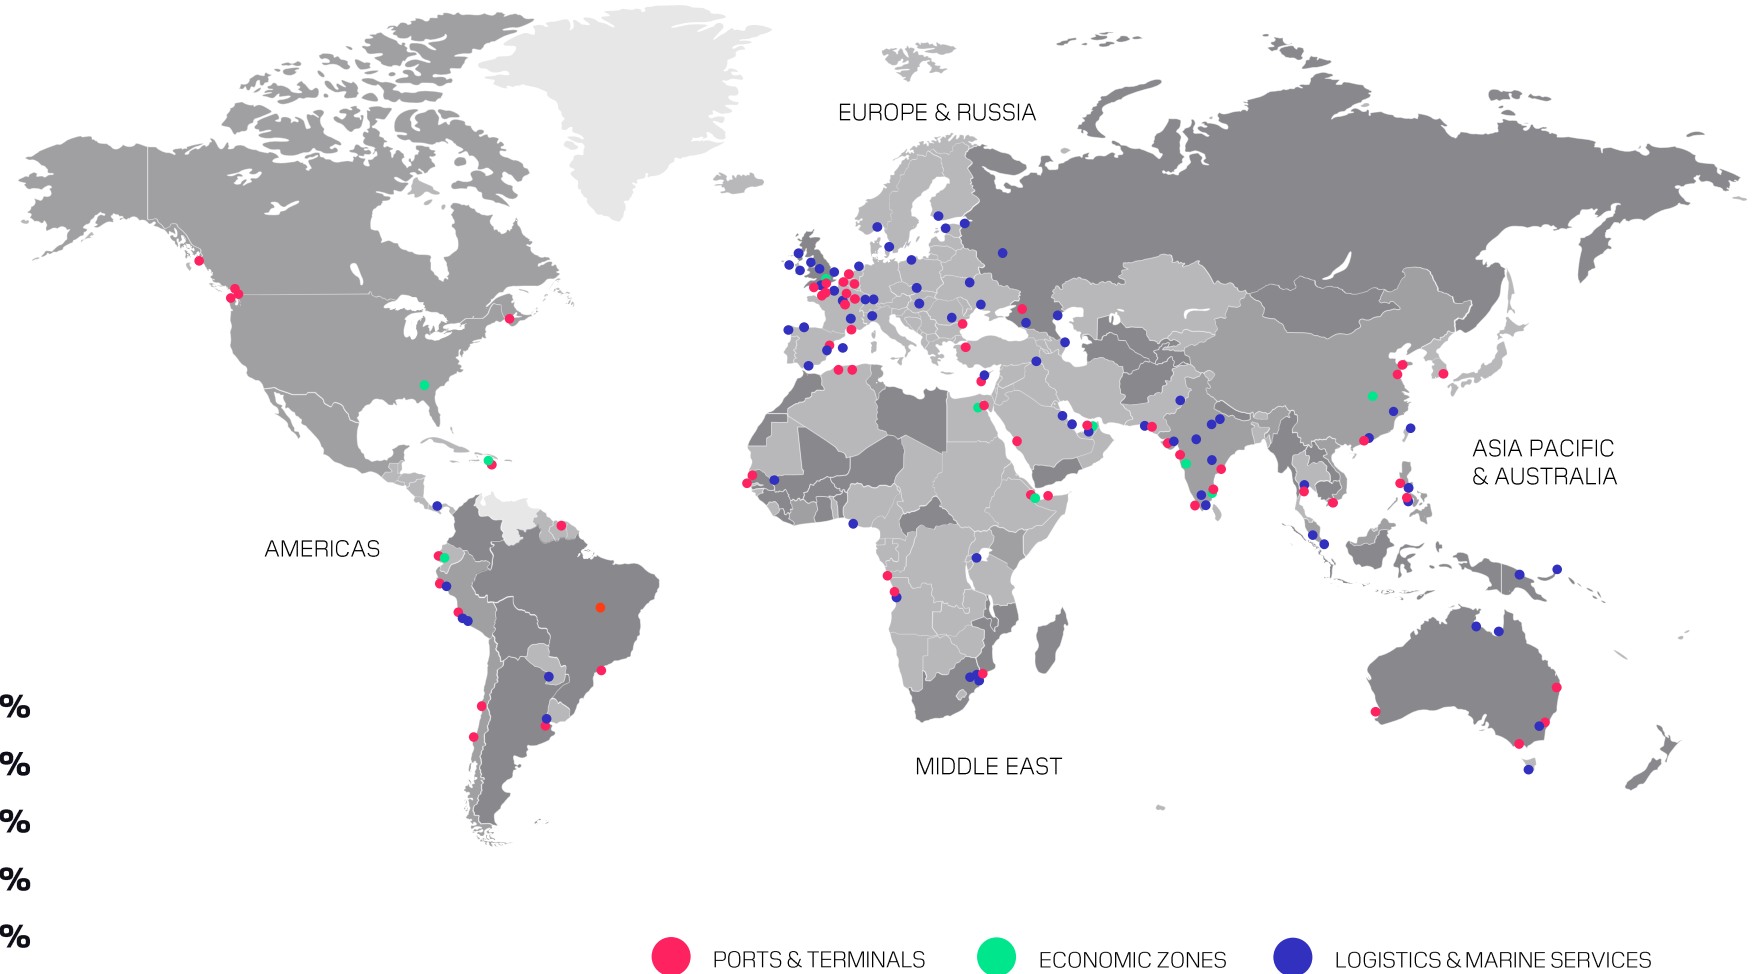 EUROPE & RUSSIA
ASIA PACIFIC
& AUSTRALIA
AMERICAS
%
MIDDLE EAST
%
%
%
%
PORTS & TERMINALS
ECONOMIC ZONES
LOGISTICS & MARINE SERVICES